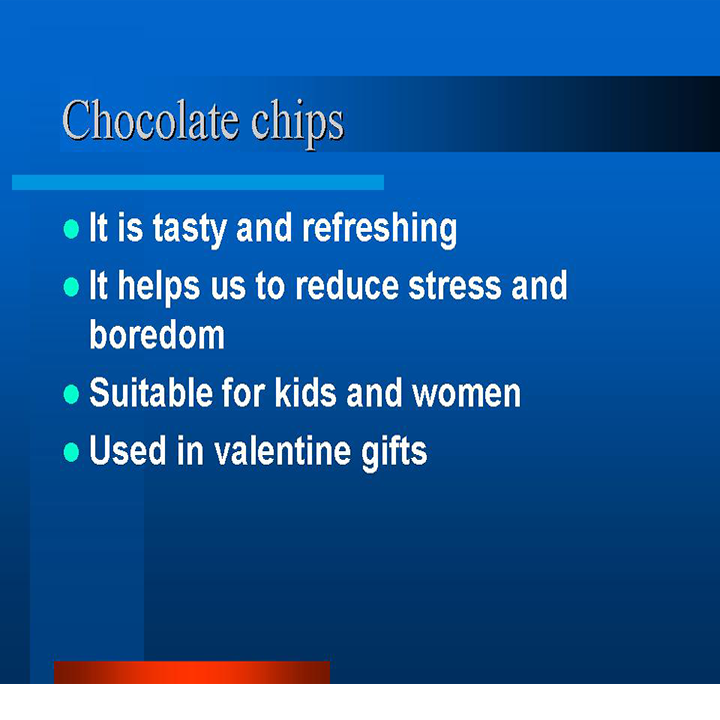 Chocolate chips
It is tasty and refreshing
It helps us to reduce stress and
boredom
Suitable for kids and women
Used in valentine gifts